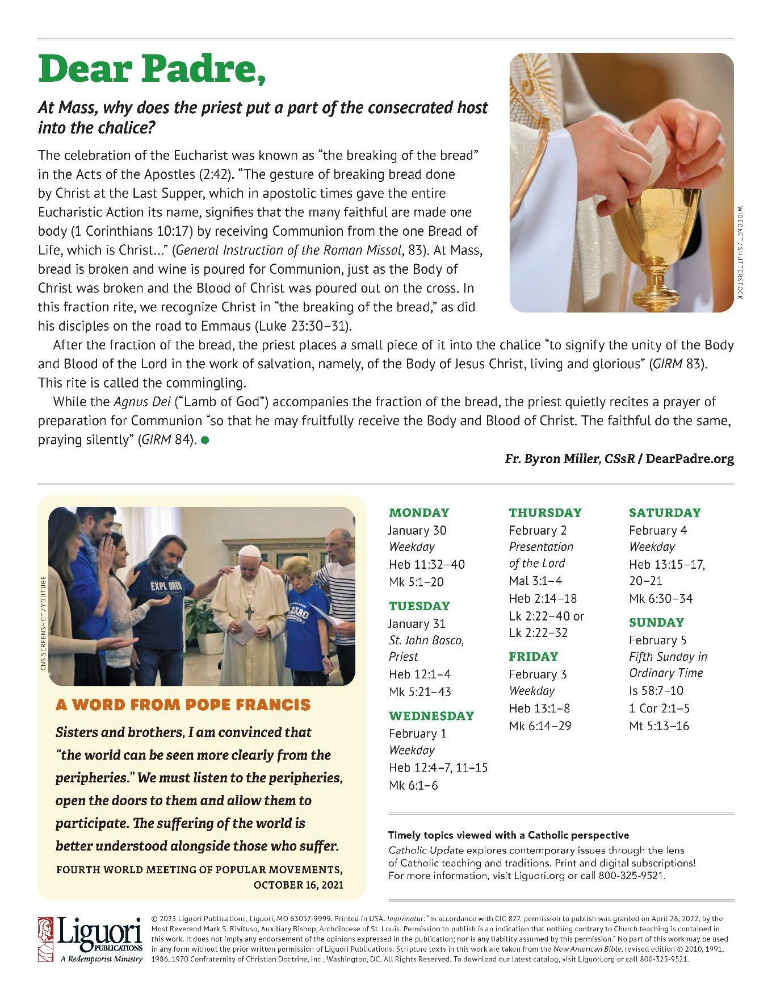 Dear Padre,
At Mass, why does the priest put a part of the consecrated host
into the chalice?
The celebration of the Eucharist was known as “the breaking of the bread”
in the Acts of the Apostles (2:42). “The gesture of breaking bread done
by Christ at the Last Supper, which in apostolic times gave the entire
Eucharistic Action its name, signifies that the many faithful are made one
body (1 Corinthians 10:17) by receiving Communion from the one Bread of
Life, which is Christ...” (General Instruction of the Roman Missal, 83). At Mass,
bread is broken and wine is poured for Communion, just as the Body of
Christ was broken and the Blood of Christ was poured out on the cross. In
this fraction rite, we recognize Christ in “the breaking of the bread,” as did
his disciples on the road to Emmaus (Luke 23:30–31).
After the fraction of the bread, the priest places a small piece of it into the chalice “to signify the unity of the Body
and Blood of the Lord in the work of salvation, namely, of the Body of Jesus Christ, living and glorious” (GIRM 83).
This rite is called the commingling.
While the Agnus Dei (“Lamb of God”) accompanies the fraction of the bread, the priest quietly recites a prayer of
preparation for Communion “so that he may fruitfully receive the Body and Blood of Christ. The faithful do the same,
praying silently” (GIRM 84).
Fr. Byron Miller, CSsR / DearPadre.org
WIDEONET / SHUTTERSTOCK
CNS SCREENSHOT / YOUTUBE
EXPLOREN
A WORD FROM POPE FRANCIS
Sisters and brothers, I am convinced that
“the world can be seen more clearly from the
peripheries.” We must listen to the peripheries,
open the doors to them and allow them to
participate. The suffering of the world is
better understood alongside those who suffer.
FOURTH WORLD MEETING OF POPULAR MOVEMENTS,
OCTOBER 16, 2021
MONDAY
January 30
Weekday
Heb 11:32–40
Mk 5:1–20
TUESDAY
January 31
St. John Bosco,
Priest
Heb 12:1–4
Mk 5:21–43
WEDNESDAY
February 1
Weekday
Heb 12:4–7, 11–15
Mk 6:1–6
THURSDAY
February 2
Presentation
of the Lord
Mal 3:1–4
Heb 2:14–18
Lk 2:22–40 or
Lk 2:22–32
FRIDAY
February 3
Weekday
Heb 13:1–8
Mk 6:14–29
SATURDAY
February 4
Weekday
Heb 13:15–17,
20–21
Mk 6:30–34
SUNDAY
February 5
Fifth Sunday in
Ordinary Time
Is 58:7–10
1 Cor 2:1–5
Mt 5:13–16
Timely topics viewed with a Catholic perspective
Catholic Update explores contemporary issues through the lens
of Catholic teaching and traditions. Print and digital subscriptions!
For more information, visit Liguori.org or call 800-325-9521.
Liguori
PUBLICATIONS
A Redemptorist Ministry
© 2023 Liguori Publications, Liguori, MO 63057-9999. Printed in USA. Imprimatur: “In accordance with CIC 827, permission to publish was granted on April 28, 2022, by the
Most Reverend Mark S. Rivituso, Auxiliary Bishop, Archdiocese of St. Louis. Permission to publish is an indication that nothing contrary to Church teaching is contained in
this work. It does not imply any endorsement of the opinions expressed in the publication; nor is any liability assumed by this permission.” No part of this work may be used
in any form without the prior written permission of Liguori Publications. Scripture texts in this work are taken from the New American Bible, revised edition © 2010, 1991,
1986, 1970 Confraternity of Christian Doctrine, Inc., Washington, DC. All Rights Reserved. To download our latest catalog, visit Liguori.org or call 800-325-9521.